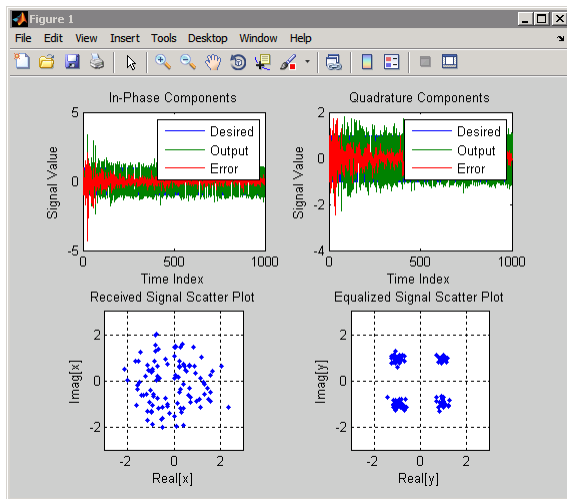 Figure 1
File Edit View Insert Tools Desktop Window Help
In-Phase Components
5
0
-5
Signal Value
Desired
Output
Error
0 500 1000
Time Index
Quadrature Components
2
0
-2
-4
Signal Value
Desired
Output
Error
0 500 1000
Time Index
Received Signal Scatter Plot
2
0
-2
Imag[x]
-2 0 2
Real[x]
Equalized Signal Scatter Plot
2
0
-2
Imag[y]
-2 0 2
Real[y]